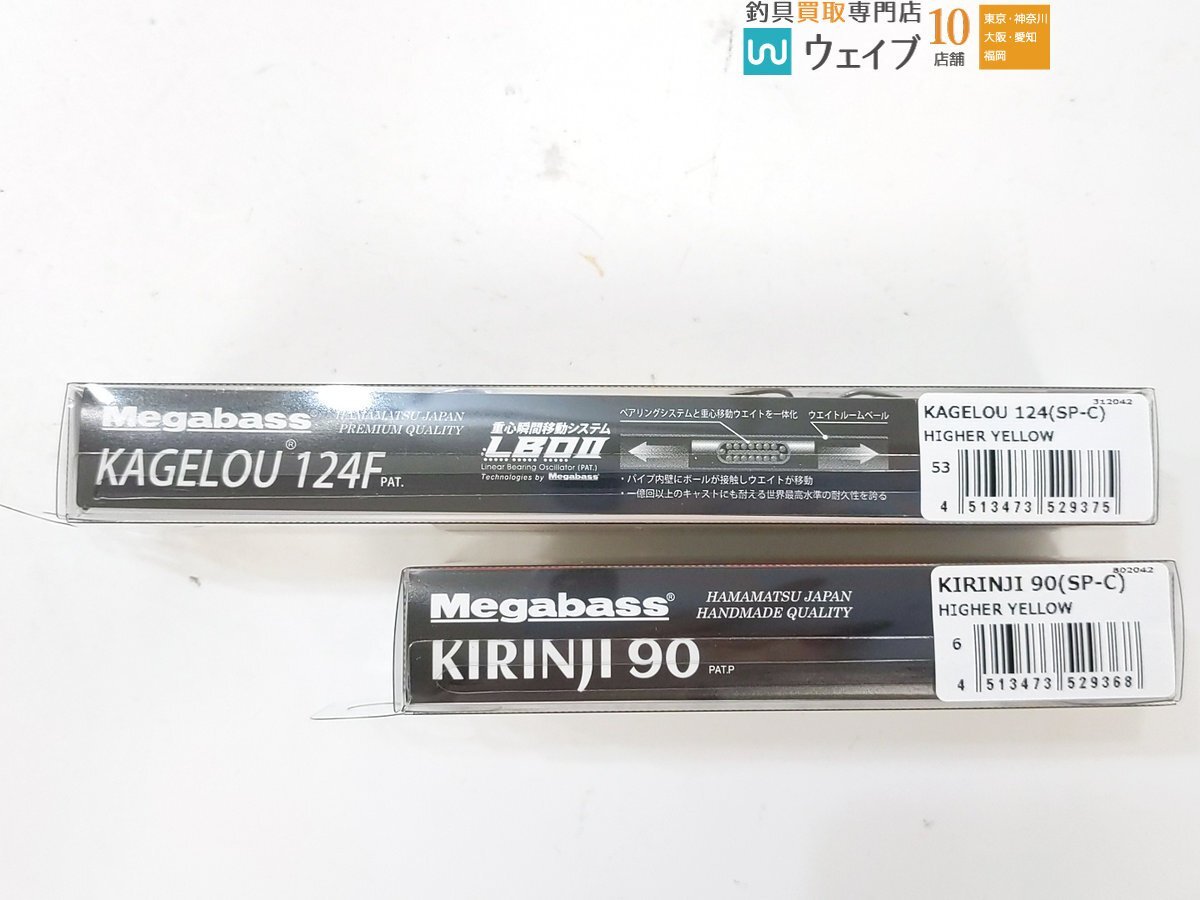 釣具買取専門店
ウェイブ
10
店舗
東京・神奈川
大阪・愛知
福岡
Megabass®
HAMAMATSU JAPAN
PREMIUM QUALITY
KAGELOU® 124F PAT.
重心瞬間移動システム
LBOII
Linear Bearing Oscillator (PAT.)
Technologies by Megabass
ベアリングシステムと重心移動ウエイトを一体化 ウエイトルームベール
・パイプ内壁にボールが接触しウエイトが移動
・一億回以上のキャストにも耐える世界最高水準の耐久性を誇る
312042
KAGELOU 124(SP-C)
HIGHER YELLOW
53
4 513473 529375
Megabass®
HAMAMATSU JAPAN
HANDMADE QUALITY
KIRINJI 90 PAT.P
802042
KIRINJI 90(SP-C)
HIGHER YELLOW
6
4 513473 529368